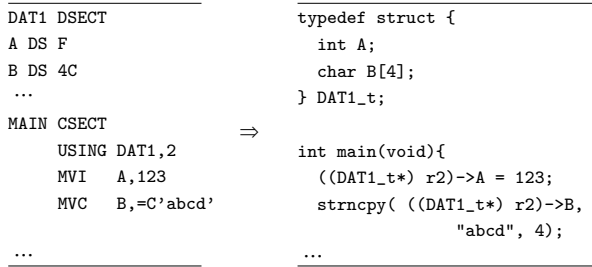 DAT1 DSECT
A DS F
B DS 4C
...
MAIN CSECT
USING DAT1,2
MVI A,123
MVC B,=C’abcd’
...
⇒
typedef struct {
int A;
char B[4];
} DAT1_t;
int main(void){
((DAT1_t*) r2)->A = 123;
strncpy( ((DAT1_t*) r2)->B,
"abcd", 4);
...